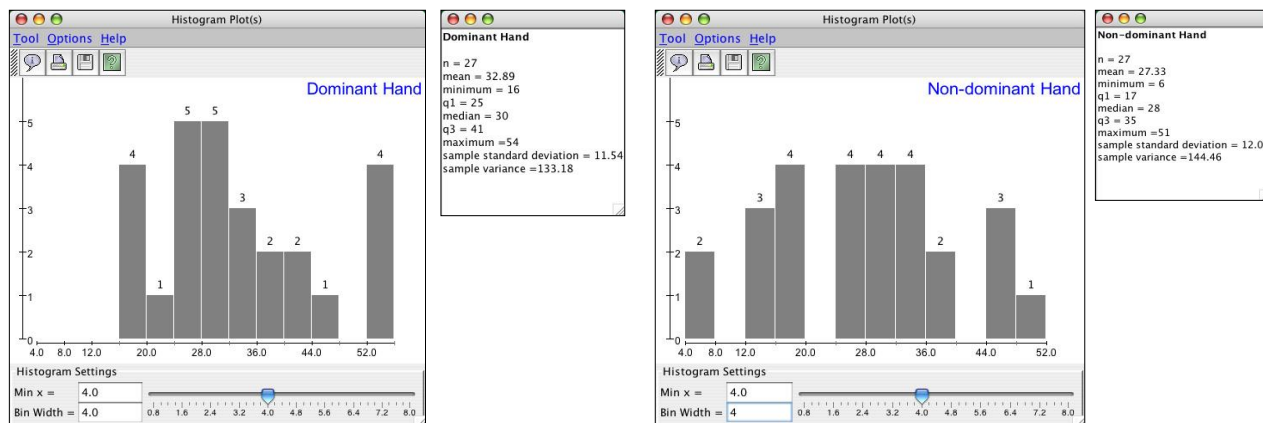 Histogram Plot(s)
Tool Options Help
Dominant Hand
5
4
3
2
1
0
4 1 5 5 3 2 2 1 4
4.0 8.0 12.0 20.0 28.0 36.0 44.0 52.0
Histogram Settings
Min x = 4.0
Bin Width = 4.0
0.8 1.6 2.4 3.2 4.0 4.8 5.6 6.4 7.2 8.0
Dominant Hand
n = 27
mean = 32.89
minimum = 16
q1 = 25
median = 30
q3 = 41
maximum =54
sample standard deviation = 11.54
sample variance =133.18
Histogram Plot(s)
Tool Options Help
Non-dominant Hand
5
4
3
2
1
0
2 3 4 4 4 4 2 3 1
4.0 8.0 12.0 20.0 28.0 36.0 44.0 52.0
Histogram Settings
Min x = 4.0
Bin Width = 4
0.8 1.6 2.4 3.2 4.0 4.8 5.6 6.4 7.2 8.0
Non-dominant Hand
n = 27
mean = 27.33
minimum = 6
q1 = 17
median = 28
q3 = 35
maximum =51
sample standard deviation = 12.0
sample variance =144.46